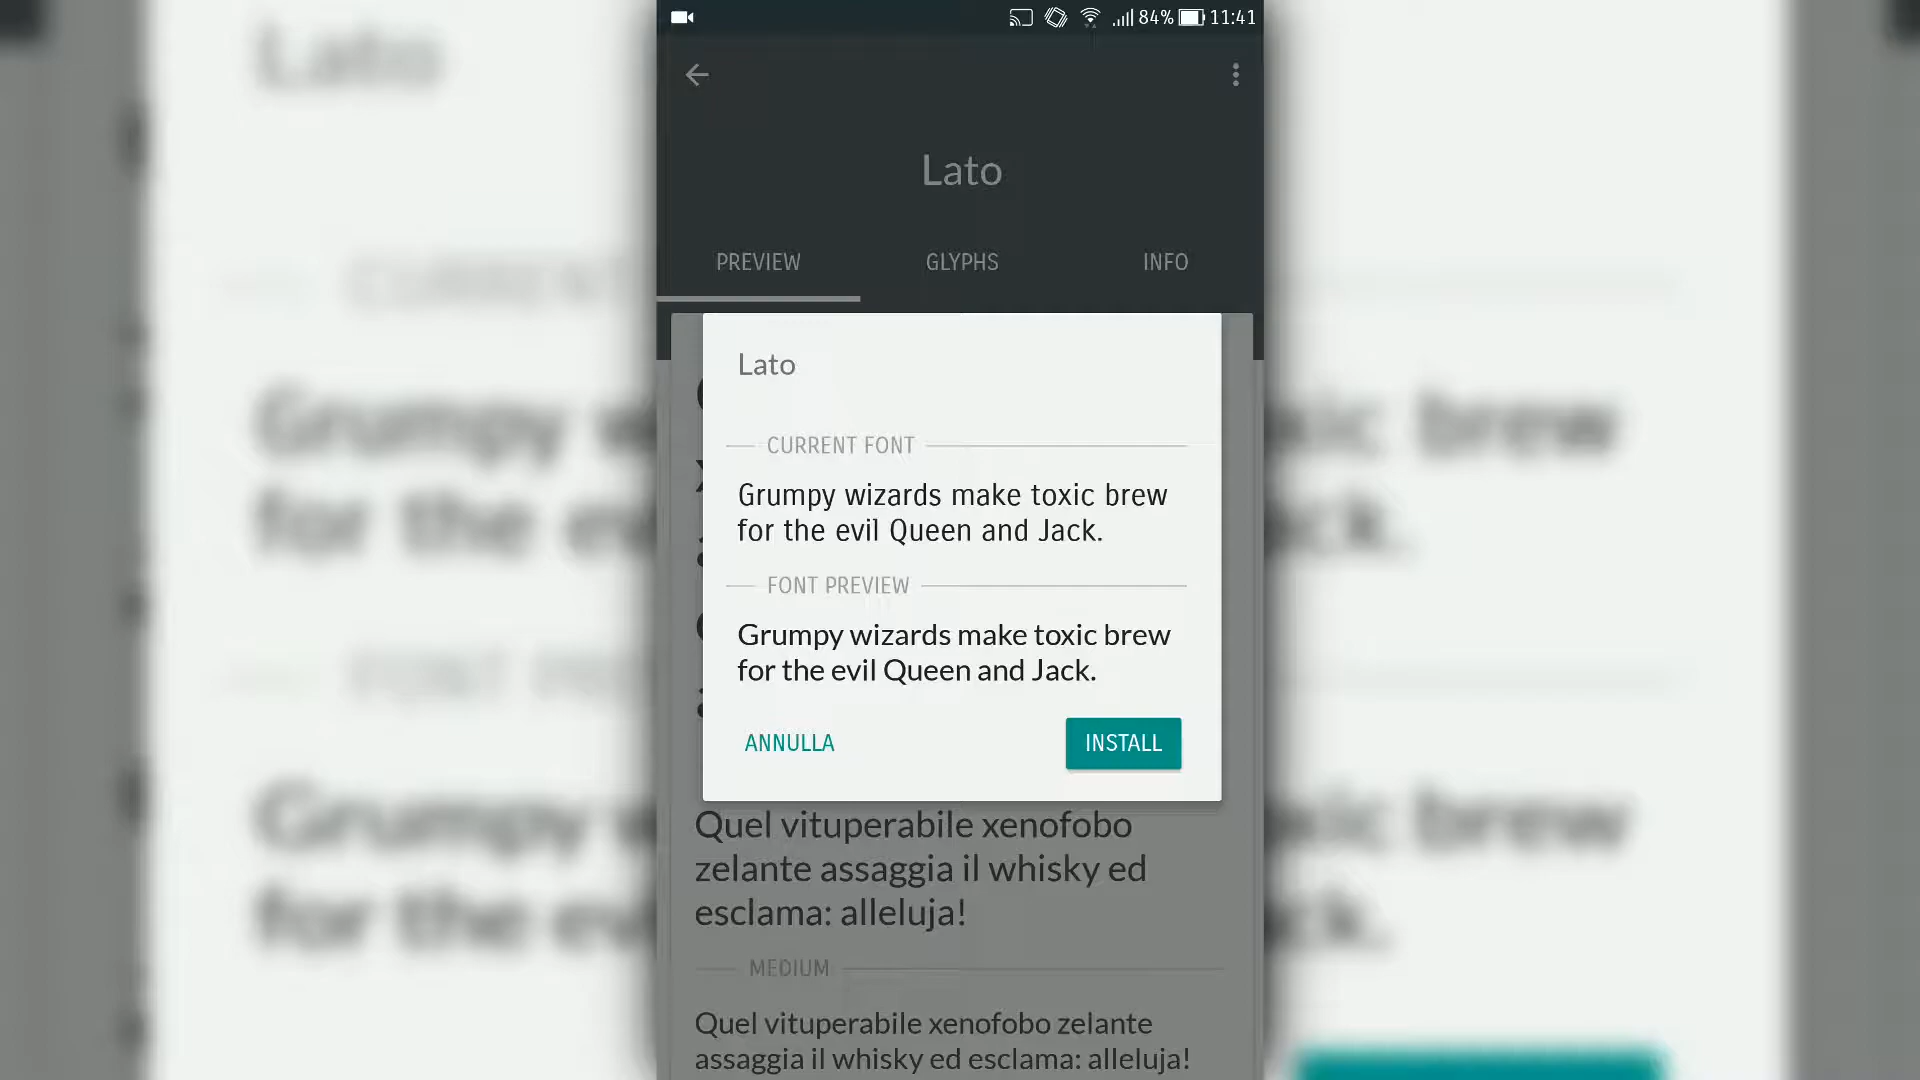 84% 11:41
Lato
PREVIEW GLYPHS INFO
Lato
CURRENT FONT
Grumpy wizards make toxic brew
for the evil Queen and Jack.
FONT PREVIEW
Grumpy wizards make toxic brew
for the evil Queen and Jack.
ANNULLA INSTALL
Quel vituperabile xenofobo
zelante assaggia il whisky ed
esclama: alleluja!
MEDIUM
Quel vituperabile xenofobo zelante
assaggia il whisky ed esclama: alleluja!